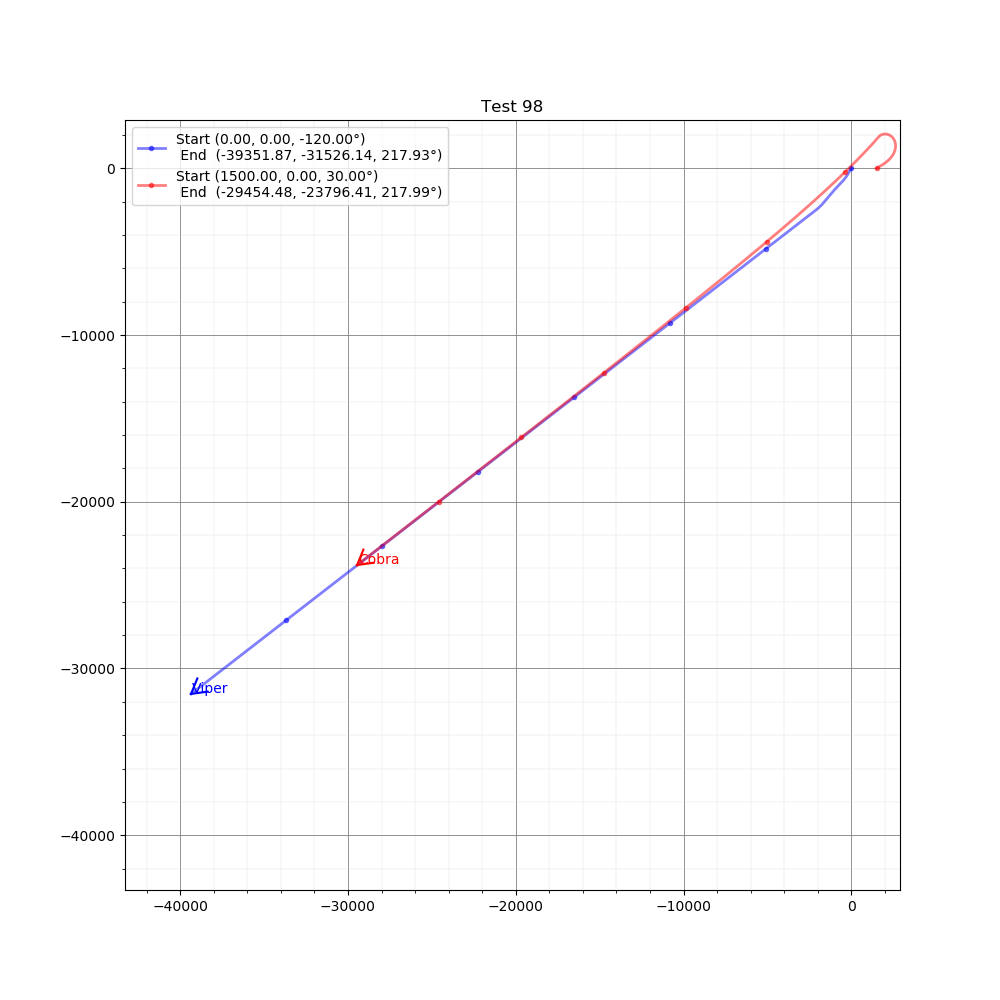 Test 98
Start (0.00, 0.00, -120.00°)
End (-39351.87, -31526.14, 217.93°)
Start (1500.00, 0.00, 30.00°)
End (-29454.48, -23796.41, 217.99°)
0
−10000
−20000
−30000
−40000
Cobra
Viper
−40000
−30000
−20000
−10000
0